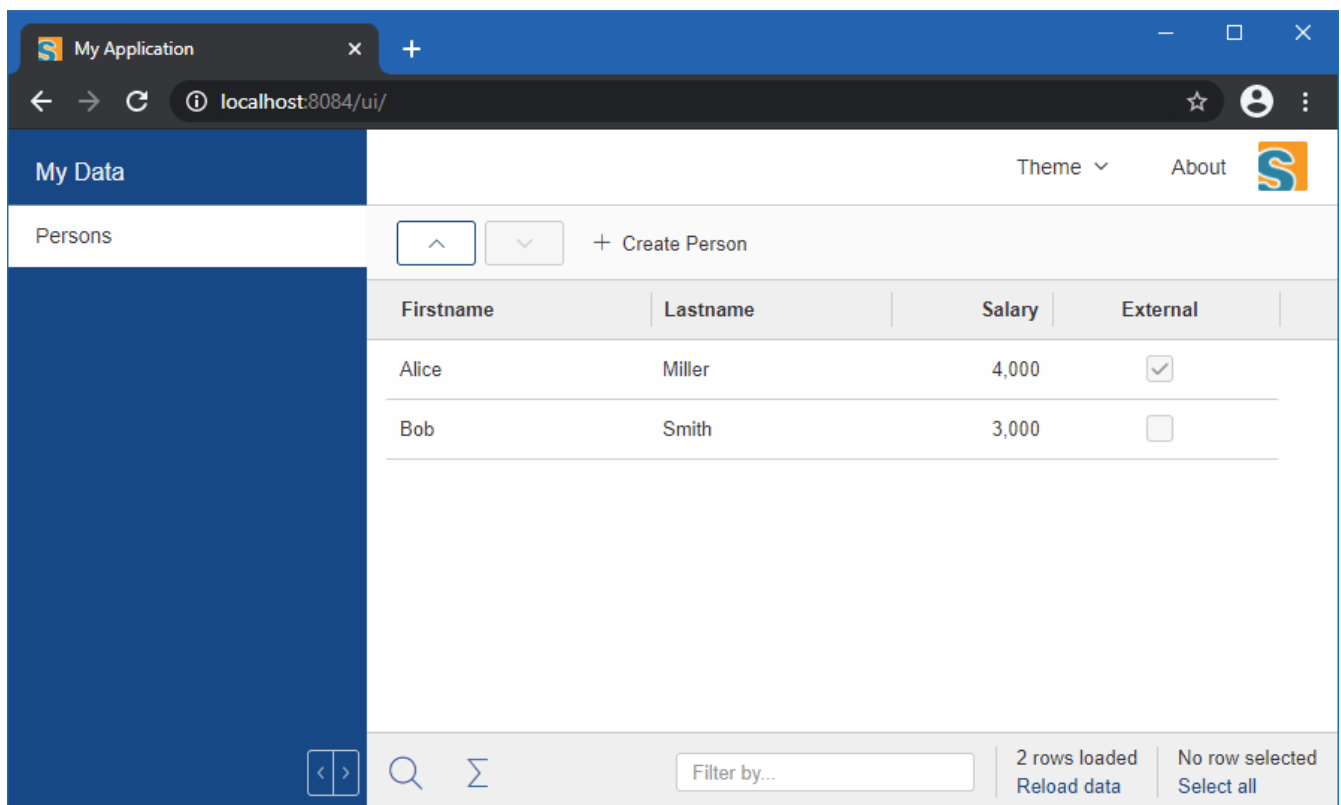 My Application
localhost:8084/ui/
My Data
Theme About
Persons
+ Create Person
Firstname Lastname Salary External
Alice Miller 4,000
Bob Smith 3,000
Filter by...
2 rows loaded
Reload data
No row selected
Select all